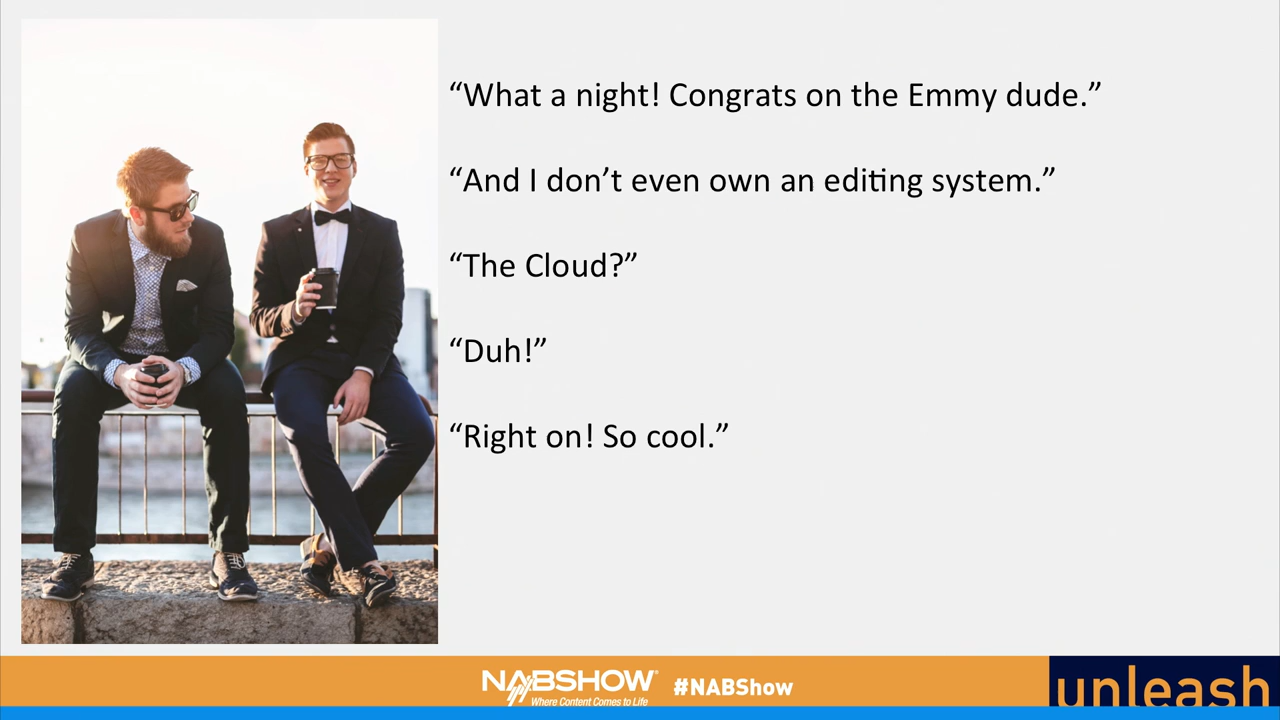 “What a night! Congrats on the Emmy dude.”
“And I don’t even own an editing system.”
“The Cloud?”
“Duh!”
“Right on! So cool.”
NABSHOW®
Where Content Comes to Life
#NABShow
unleash